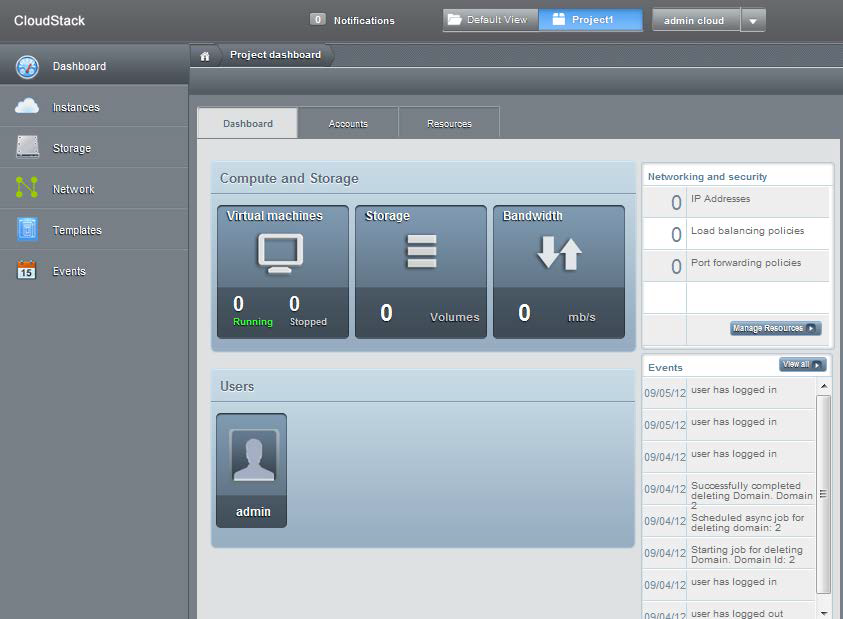 CloudStack
0 Notifications
Default View
Project1
admin cloud
Dashboard
Instances
Storage
Network
Templates
15
Events
Project dashboard
Dashboard
Accounts
Resources
Compute and Storage
Virtual machines
0
Running
0
Stopped
Storage
0 Volumes
Bandwidth
0 mb/s
Users
admin
Networking and security
0 IP Addresses
0 Load balancing policies
0 Port forwarding policies
Manage Resources
Events
View all
09/05/12 user has logged in
09/05/12 user has logged in
09/04/12 user has logged in
09/04/12 Successfully completed
deleting Domain. Domain
2
09/04/12 Scheduled async job for
deleting domain: 2
09/04/12 Starting job for deleting
Domain. Domain Id: 2
09/04/12 user has logged in
09/04/12 user has logged out